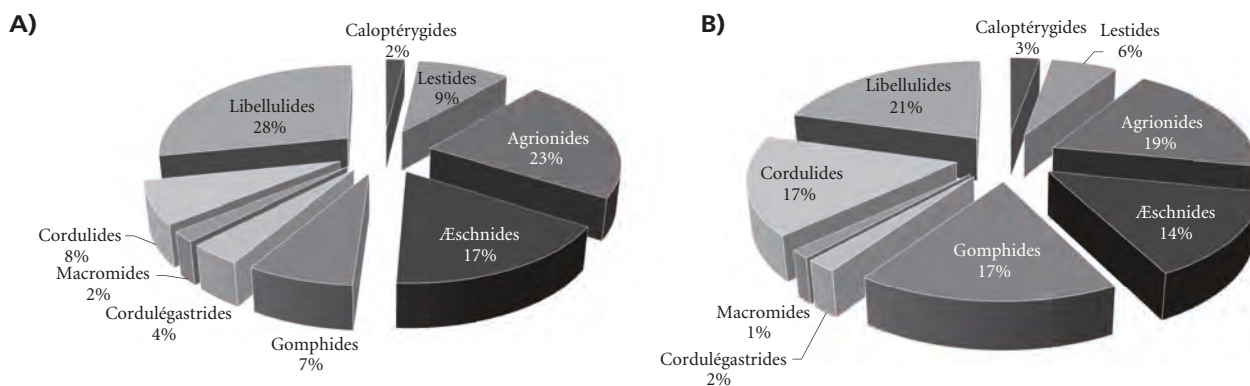 A)
Caloptérygides
2%
Lestides
9%
Agrionides
23%
Æschnides
17%
Gomphides
7%
Cordulégastrides
4%
Macromides
2%
Cordulides
8%
Libellulides
28%
B)
Caloptérygides
3%
Lestides
6%
Agrionides
19%
Æschnides
14%
Gomphides
17%
Cordulégastrides
2%
Macromides
1%
Cordulides
17%
Libellulides
21%